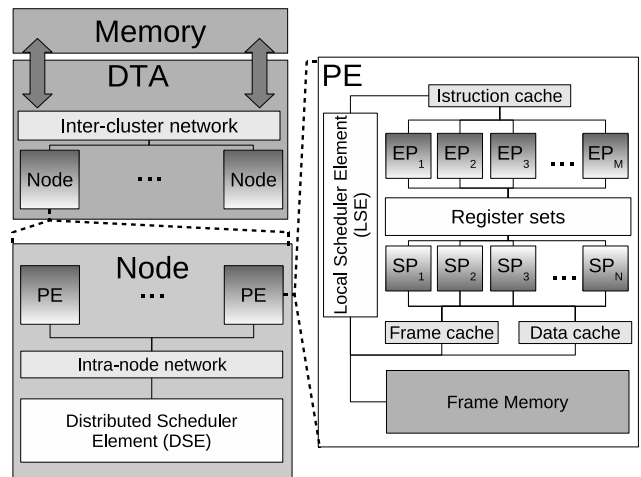 Memory
DTA
Inter-cluster network
Node
...
Node
Node
PE
...
PE
Intra-node network
Distributed Scheduler
Element (DSE)
PE
Istruction cache
Local Scheduler Element
(LSE)
EP1
EP2
EP3
...
EPM
Register sets
SP1
SP2
SP3
...
SPN
Frame cache
Data cache
Frame Memory